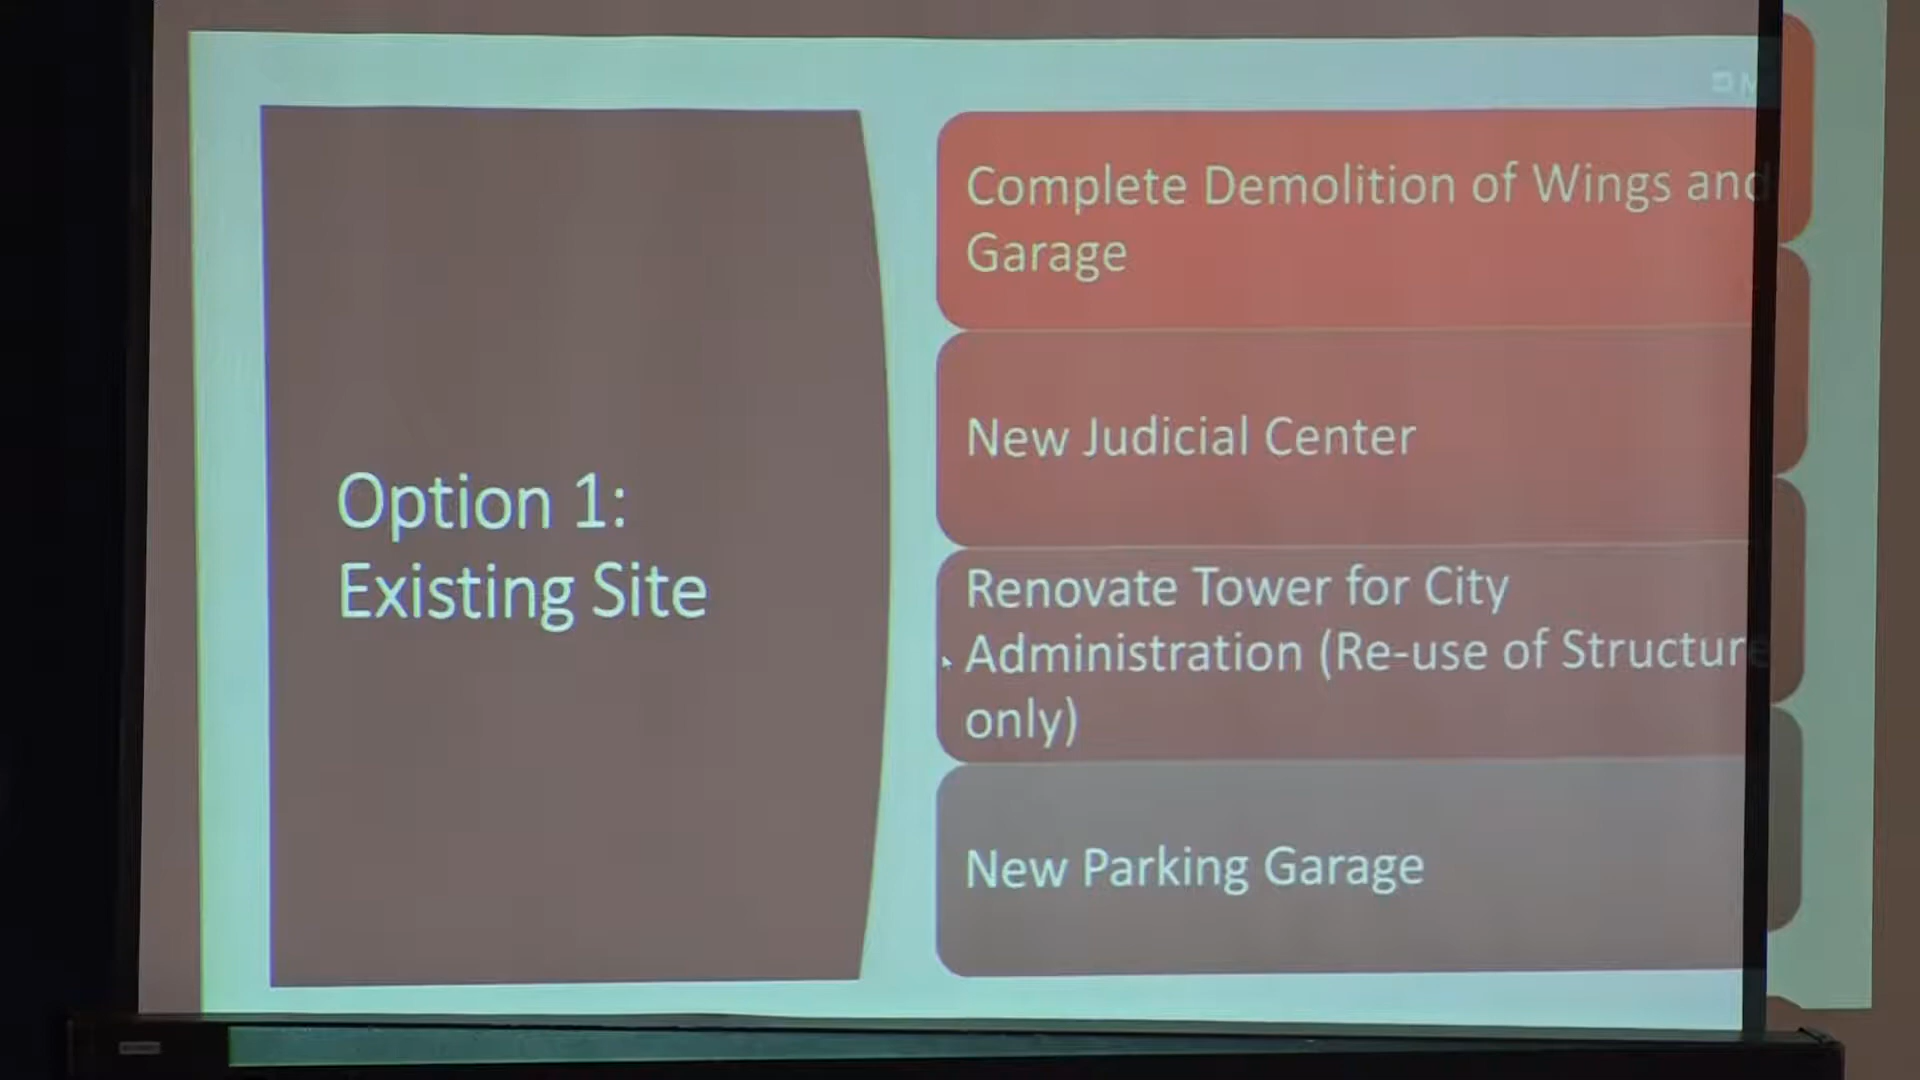 Option 1:
Existing Site
Complete Demolition of Wings and
Garage
New Judicial Center
Renovate Tower for City
Administration (Re-use of Structure
only)
New Parking Garage